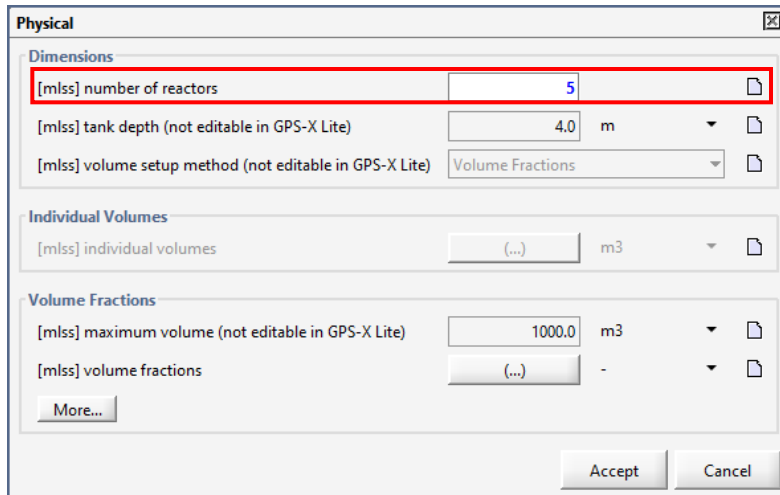 Physical
Dimensions
[mlss] number of reactors 5
[mlss] tank depth (not editable in GPS-X Lite) 4.0 m
[mlss] volume setup method (not editable in GPS-X Lite) Volume Fractions
Individual Volumes
[mlss] individual volumes (...) m3
Volume Fractions
[mlss] maximum volume (not editable in GPS-X Lite) 1000.0 m3
[mlss] volume fractions (...) -
More...
Accept Cancel